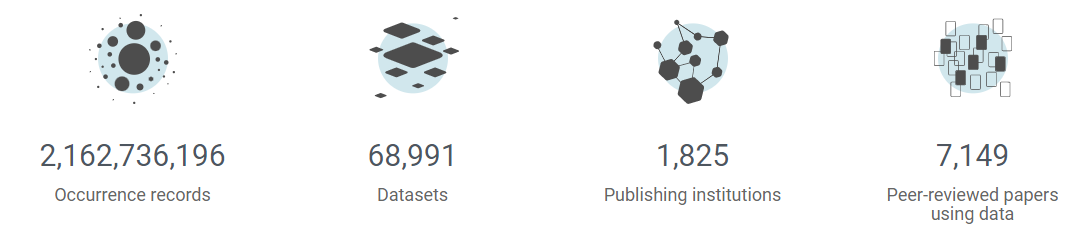 2,162,736,196
Occurrence records
68,991
Datasets
1,825
Publishing institutions
7,149
Peer-reviewed papers
using data